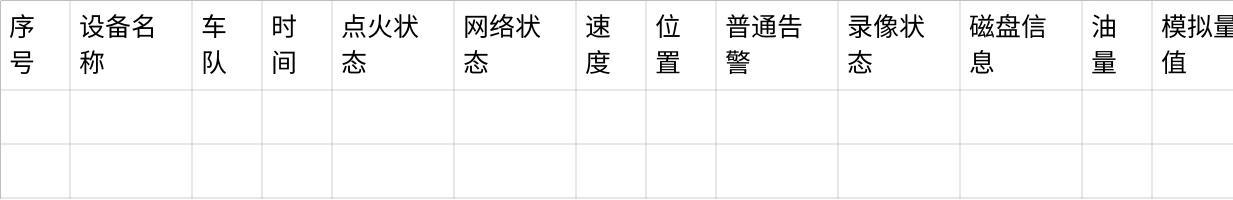 序号
设备名称
车队
时间
点火状态
网络状态
速度
位置
普通告警
录像状态
磁盘信息
油量
模拟量值